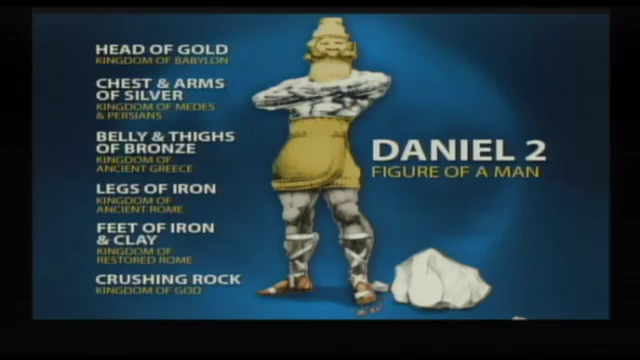 HEAD OF GOLD
KINGDOM OF BABYLON
CHEST & ARMS
OF SILVER
KINGDOM OF MEDES
& PERSIANS
BELLY & THIGHS
OF BRONZE
KINGDOM OF
ANCIENT GREECE
LEGS OF IRON
KINGDOM OF
ANCIENT ROME
FEET OF IRON
& CLAY
KINGDOM OF
RESTORED ROME
CRUSHING ROCK
KINGDOM OF GOD
DANIEL 2
FIGURE OF A MAN